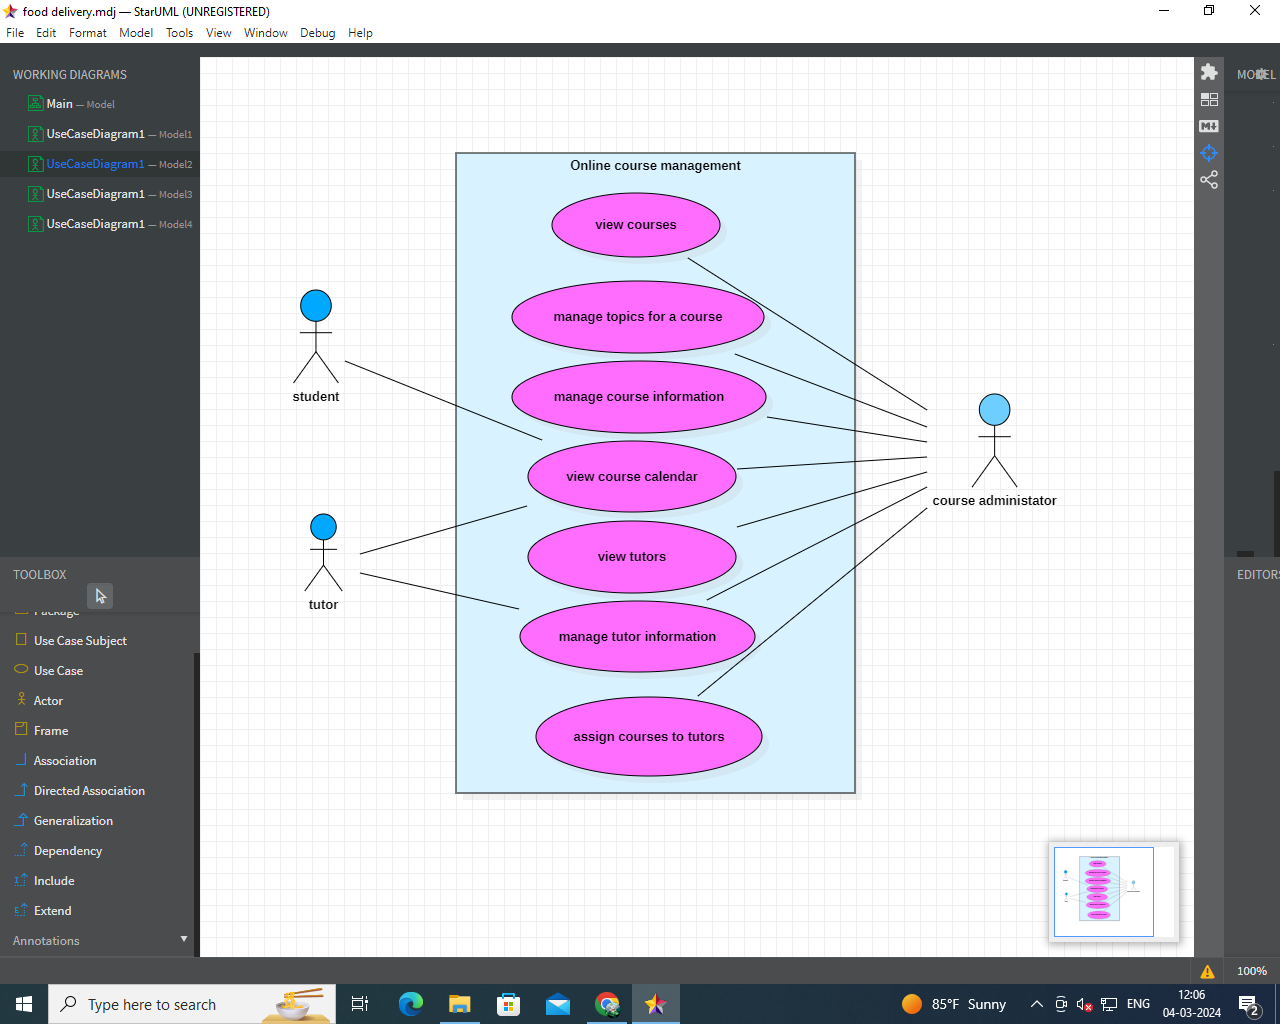 food delivery.mdj — StarUML (UNREGISTERED)
File Edit Format Model Tools View Window Debug Help
WORKING DIAGRAMS
Main — Model
UseCaseDiagram1 — Model1
UseCaseDiagram1 — Model2
UseCaseDiagram1 — Model3
UseCaseDiagram1 — Model4
TOOLBOX
Package
Use Case Subject
Use Case
Actor
Frame
Association
Directed Association
Generalization
Dependency
Include
Extend
Annotations
Online course management
view courses
manage topics for a course
manage course information
view course calendar
view tutors
manage tutor information
assign courses to tutors
student
tutor
course administator
M↓
MODEL
EDITORS
100%
Type here to search
85°F Sunny
ENG
12:06
04-03-2024
2